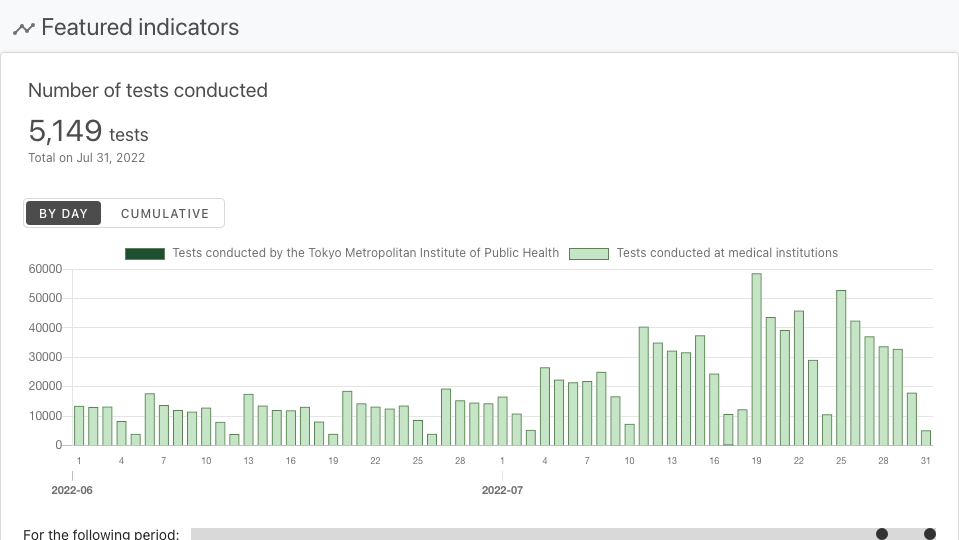 Featured indicators
Number of tests conducted
5,149 tests
Total on Jul 31, 2022
BY DAY CUMULATIVE
Tests conducted by the Tokyo Metropolitan Institute of Public Health Tests conducted at medical institutions
60000
50000
40000
30000
20000
10000
0
1 4 7 10 13 16 19 22 25 28 1 4 7 10 13 16 19 22 25 28 31
2022-06 2022-07
For the following period: